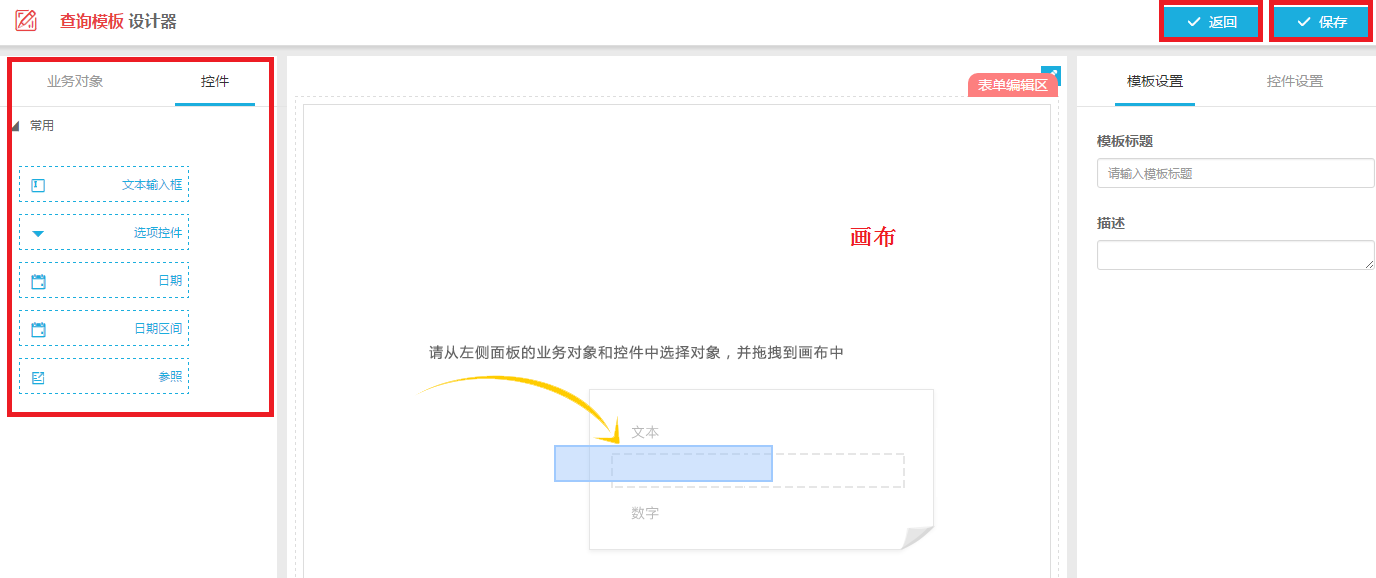 查询模板 设计器
返回
保存
业务对象
控件
常用
文本输入框
选项控件
日期
日期区间
参照
表单编辑区
画布
请从左侧面板的业务对象和控件中选择对象，并拖拽到画布中
文本
数字
模板设置
控件设置
模板标题
请输入模板标题
描述